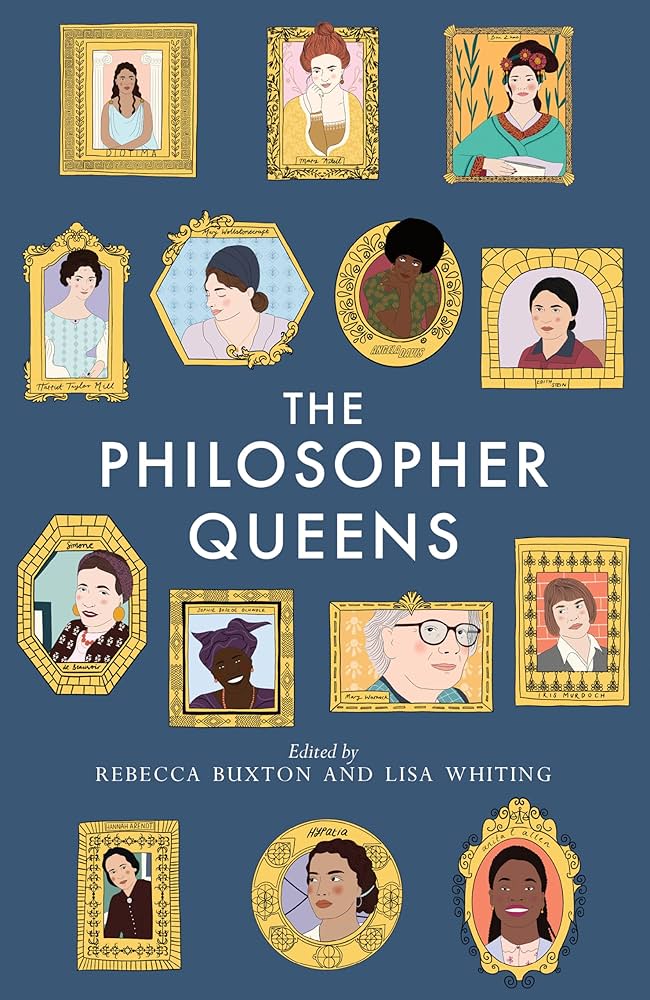 DIOTIMA
Mary Astell
Ban Zhao
Mary Wollstonecraft
Harriet Taylor Mill
ANGELA DAVIS
EDITH STEIN
THE
PHILOSOPHER
QUEENS
Simone
de Beauvoir
SOPHIE BOSEDE OLUWOLE
Mary Warnock
IRIS MURDOCH
Edited by
REBECCA BUXTON AND LISA WHITING
HANNAH ARENDT
Hypatia
anita l allen